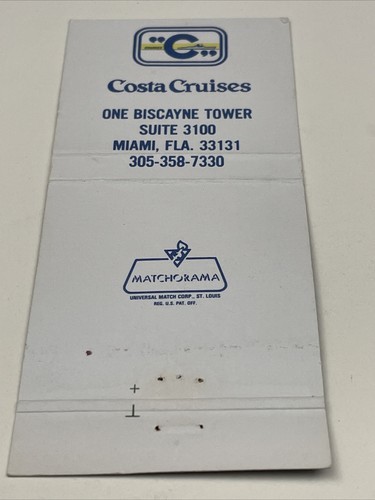 "C"
Costa Cruises
ONE BISCAYNE TOWER
SUITE 3100
MIAMI, FLA. 33131
305-358-7330
MATCHORAMA
UNIVERSAL MATCH CORP., ST. LOUIS
REG. U.S. PAT. OFF.